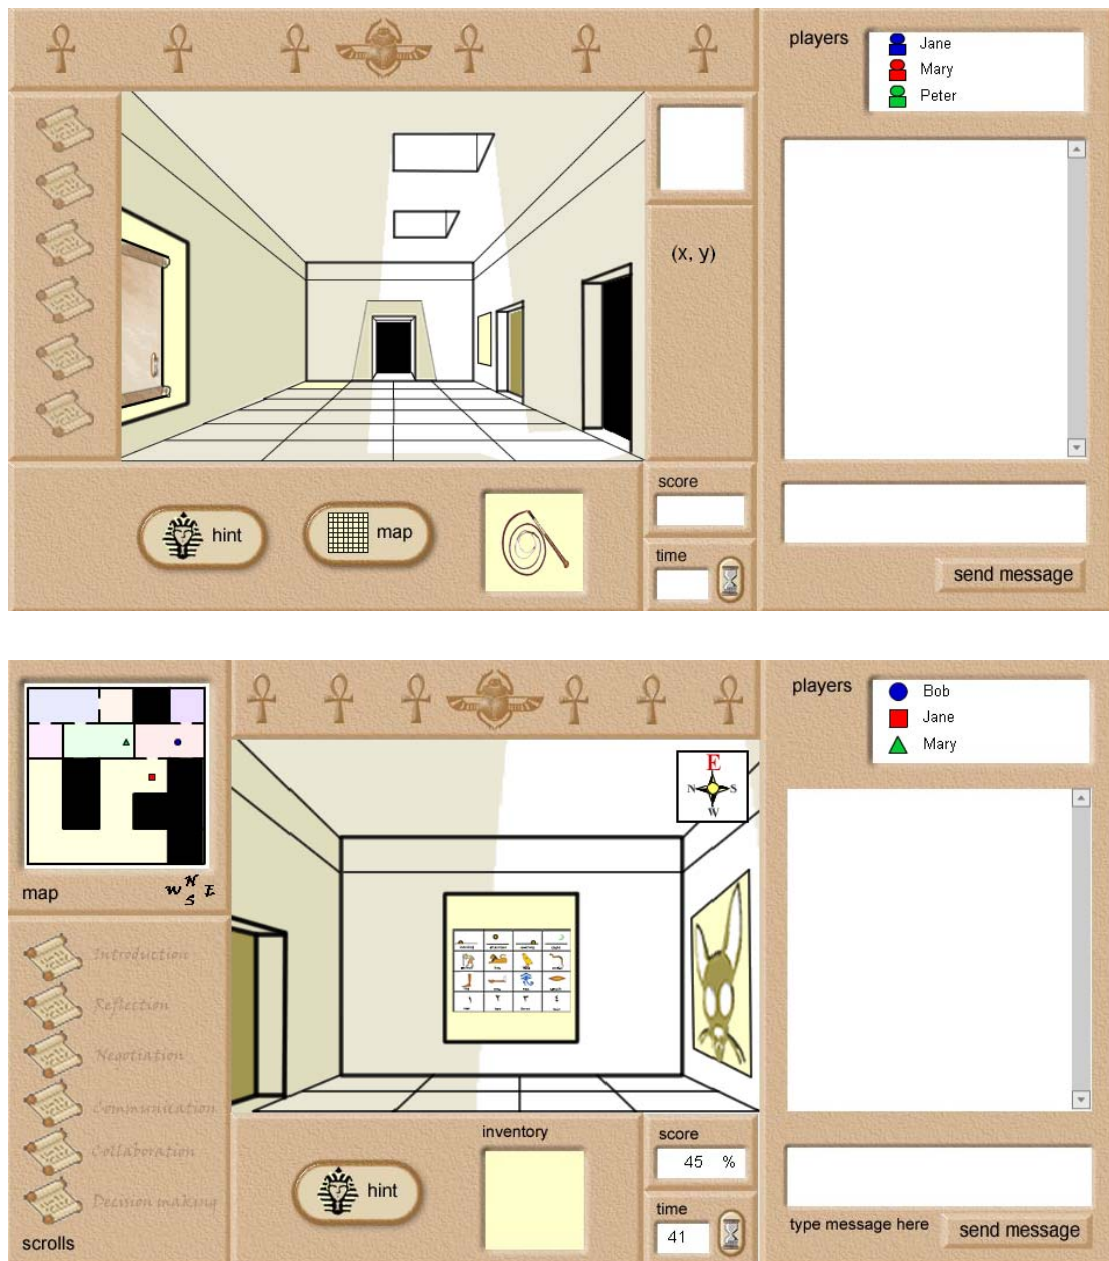 players
Jane
Mary
Peter
(x, y)
score
hint
map
time
send message
players
Bob
Jane
Mary
E
N S
W
map
N
W E
S
Introduction
Reflection
Negotiation
Communication
Collaboration
Decision making
scrolls
inventory
hint
score
45 %
time
41
type message here
send message